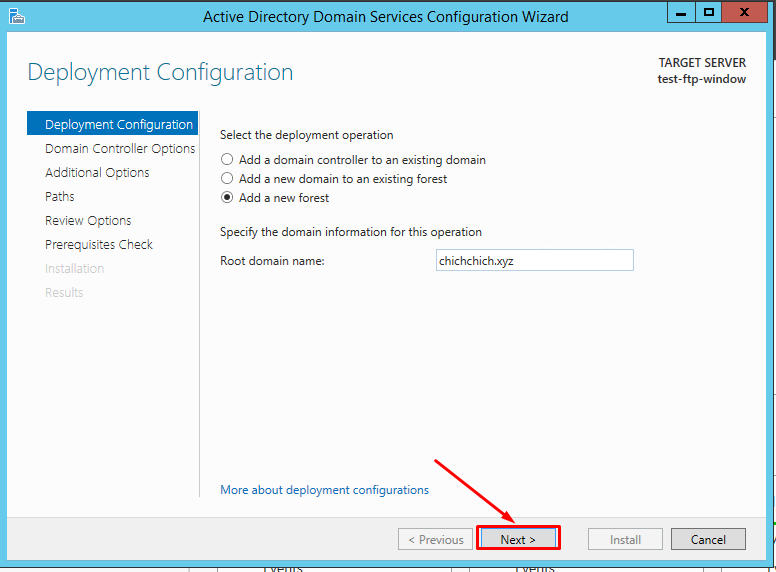 Active Directory Domain Services Configuration Wizard
Deployment Configuration
TARGET SERVER
test-ftp-window
Deployment Configuration
Domain Controller Options
Additional Options
Paths
Review Options
Prerequisites Check
Installation
Results
Select the deployment operation
Add a domain controller to an existing domain
Add a new domain to an existing forest
Add a new forest
Specify the domain information for this operation
Root domain name:
chichchich.xyz
More about deployment configurations
< Previous
Next >
Install
Cancel